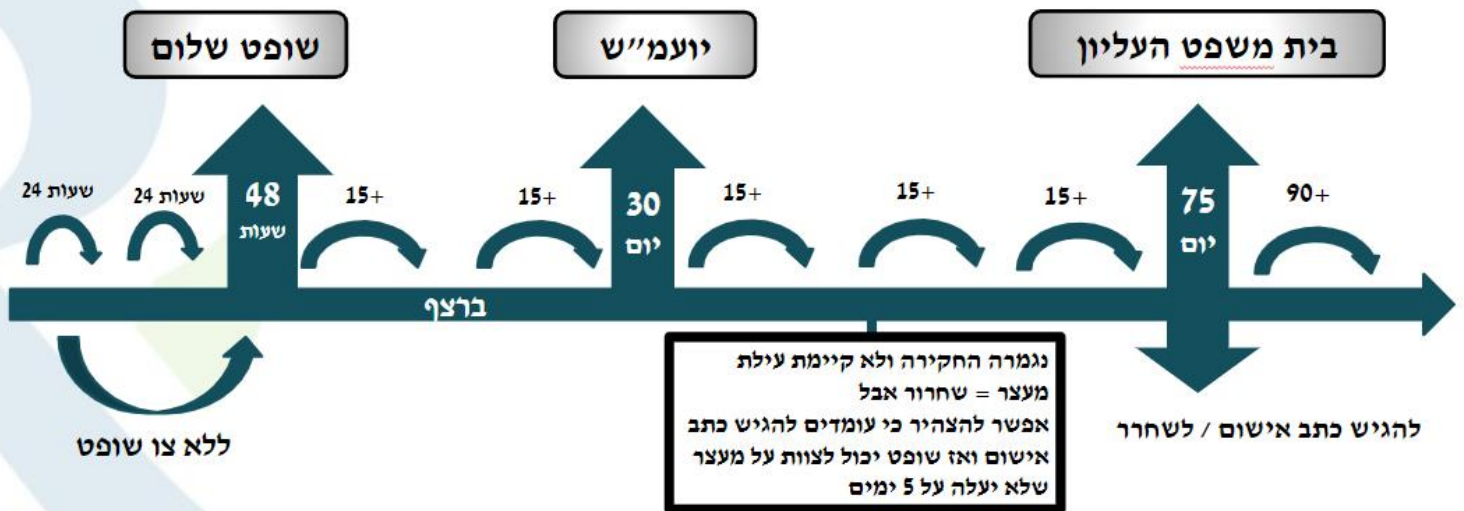 בית משפט העליון
יועמ״ש
שופט שלום
90+
75
יום
15+
15+
15+
30
יום
15+
15+
48
שעות
24 שעות
24 שעות
ברצף
נגמרה החקירה ולא קיימת עילת
מעצר = שחרור אבל
אפשר להצהיר כי עומדים להגיש כתב
אישום ואז שופט יכול לצוות על מעצר
שלא יעלה על 5 ימים
להגיש כתב אישום / לשחרר
ללא צו שופט